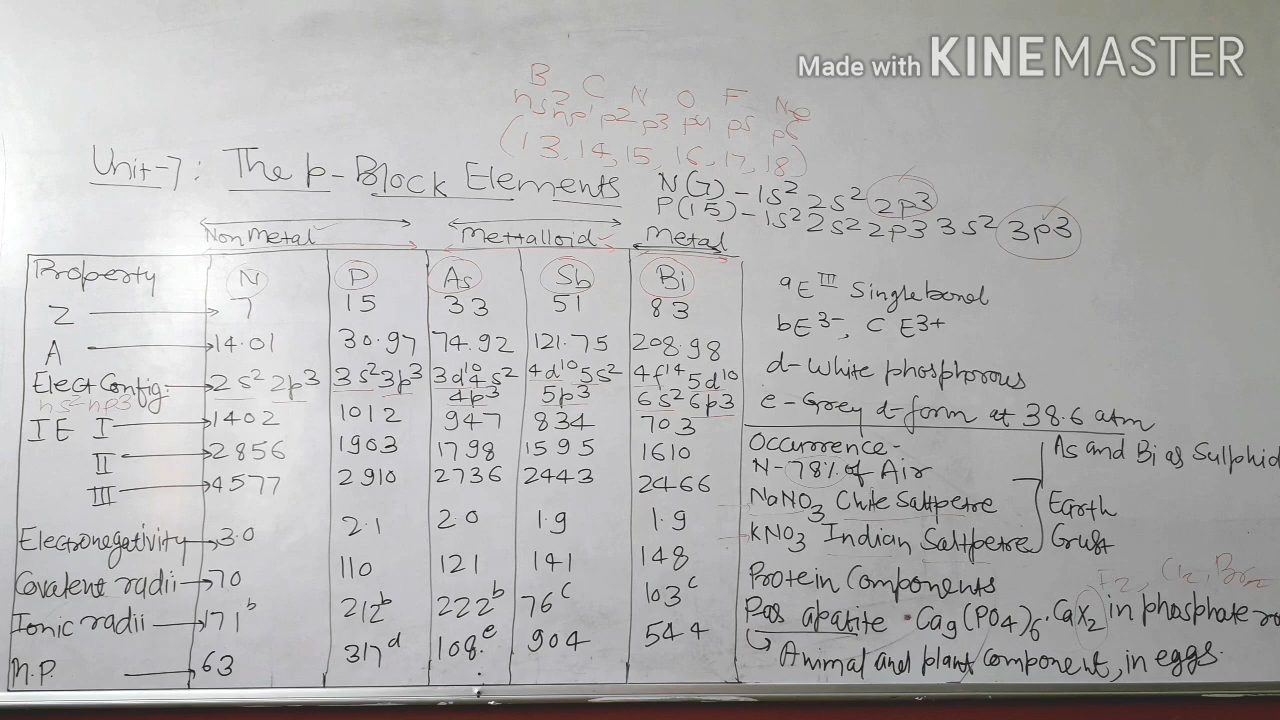 Made with KINEMASTER
B C N O F Ne
ns2 np1 p2 p3 p4 p5 p6
(13, 14, 15, 16, 17, 18)
Unit-7: The p-Block Elements
N(7) - 1s2 2s2 2p3
P(15) - 1s2 2s2 2p3 3s2 3p3
Non Metal Mettalloid Metal
Property N P As Sb Bi
Z 7 15 33 51 83
A 14.01 30.97 74.92 121.75 208.98
Elect Config: 2s2 2p3 3s2 3p3 3d10 4s2 4p3 4d10 5s2 5p3 4f14 5d10 6s2 6p3
ns2 np3
IE I 1402 1012 947 834 703
II 2856 1903 1798 1595 1610
III 4577 2910 2736 2443 2466
Electronegativity 3.0 2.1 2.0 1.9 1.9
Covalent radii 70 110 121 141 148
Ionic radii 171b 212b 222b 76c 103c
M.P. 63 317d 108.e 904 544
a E III Single bond
b E3-, c E3+
d- White phosphorous
e- Grey d-form at 38.6 atm
Occurrence-
N- 78% of Air
NaNO3 Chile Saltpetre
KNO3 Indian Saltpetre
As and Bi as Sulphid
Earth
Crust
Protein Components
F2, Cl2, Br2
P as apatite Ca9(PO4)6.CaX2 in phosphate ro
Animal and plant component, in eggs.